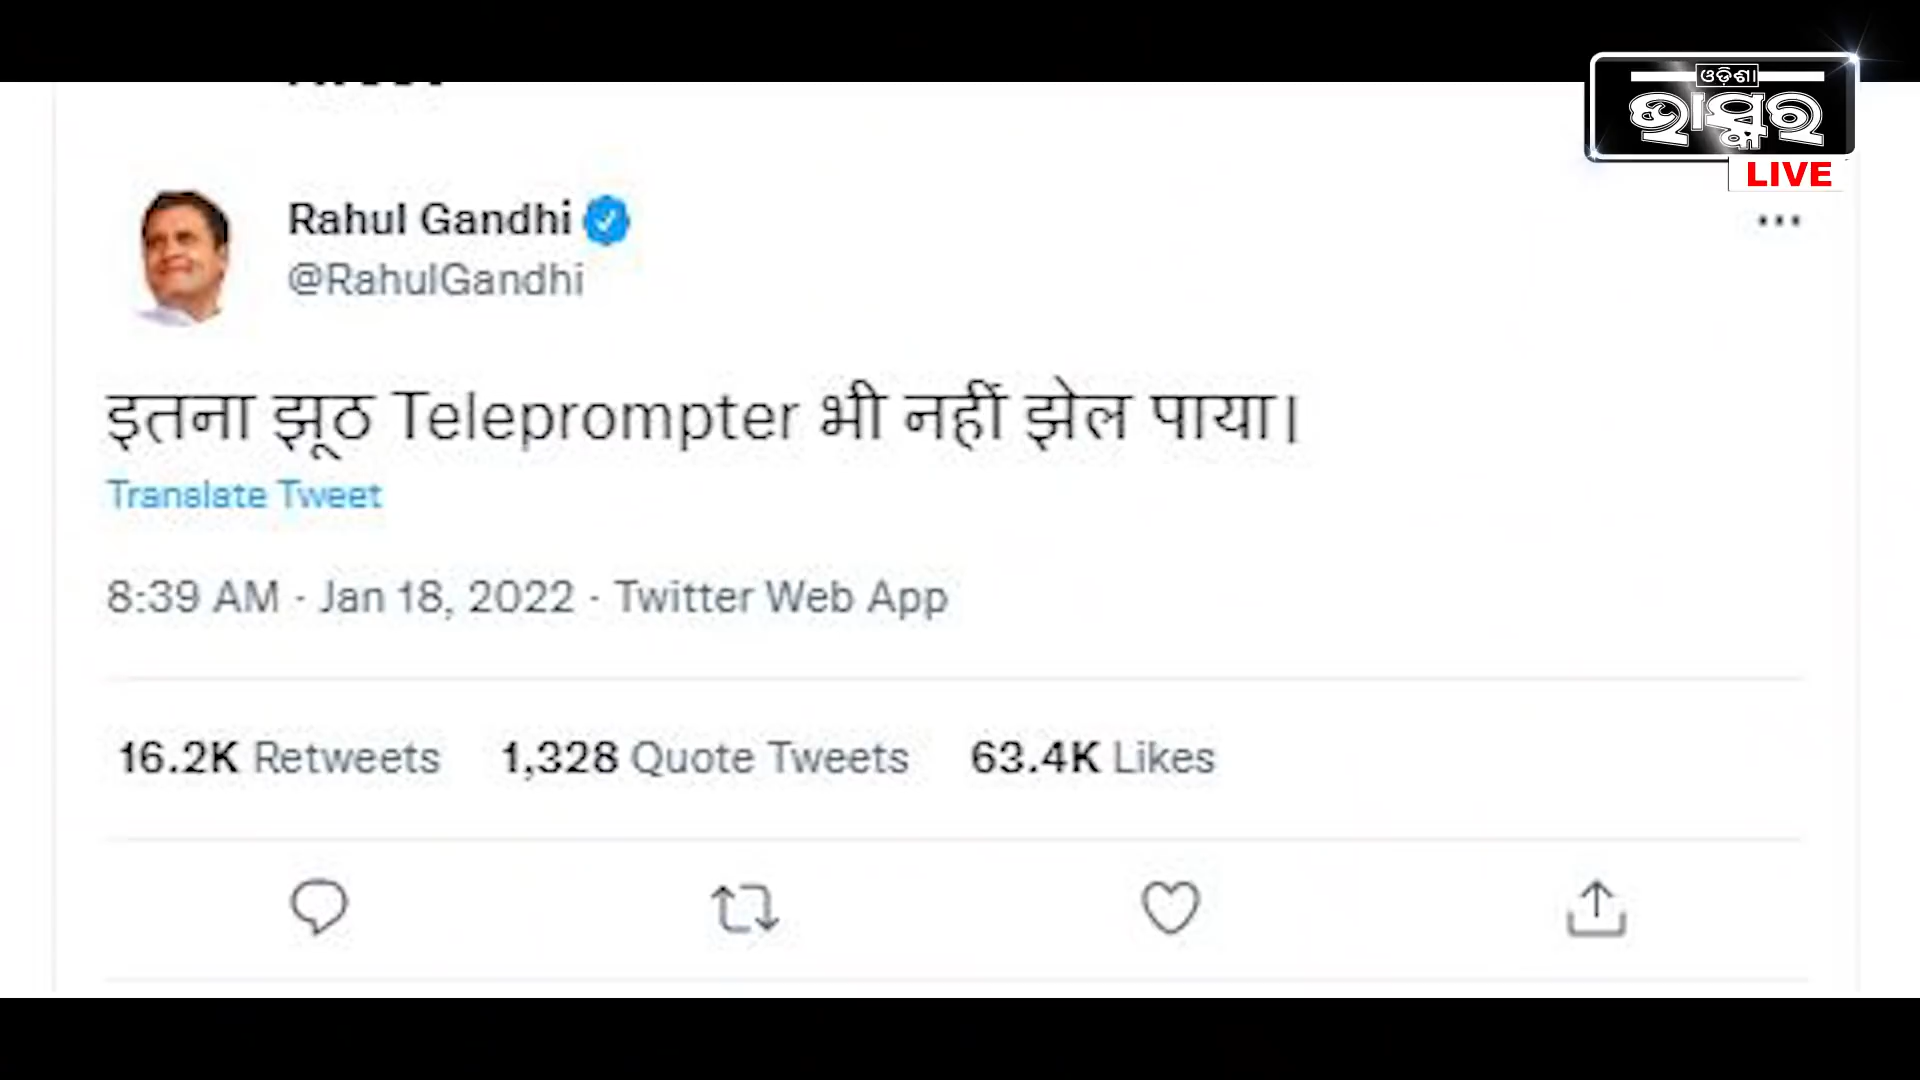 ଓଡ଼ିଶା
ଭାସ୍କର
LIVE
Rahul Gandhi
@RahulGandhi
इतना झूठ Teleprompter भी नहीं झेल पाया।
Translate Tweet
8:39 AM · Jan 18, 2022 · Twitter Web App
16.2K Retweets 1,328 Quote Tweets 63.4K Likes